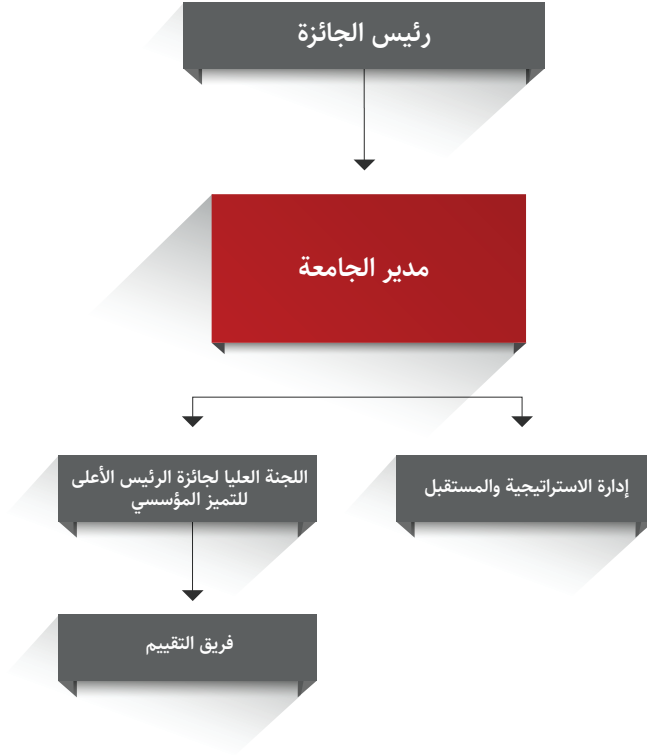 رئيس الجائزة
مدير الجامعة
إدارة الاستراتيجية والمستقبل
اللجنة العليا لجائزة الرئيس الأعلى
للتميز المؤسسي
فريق التقييم